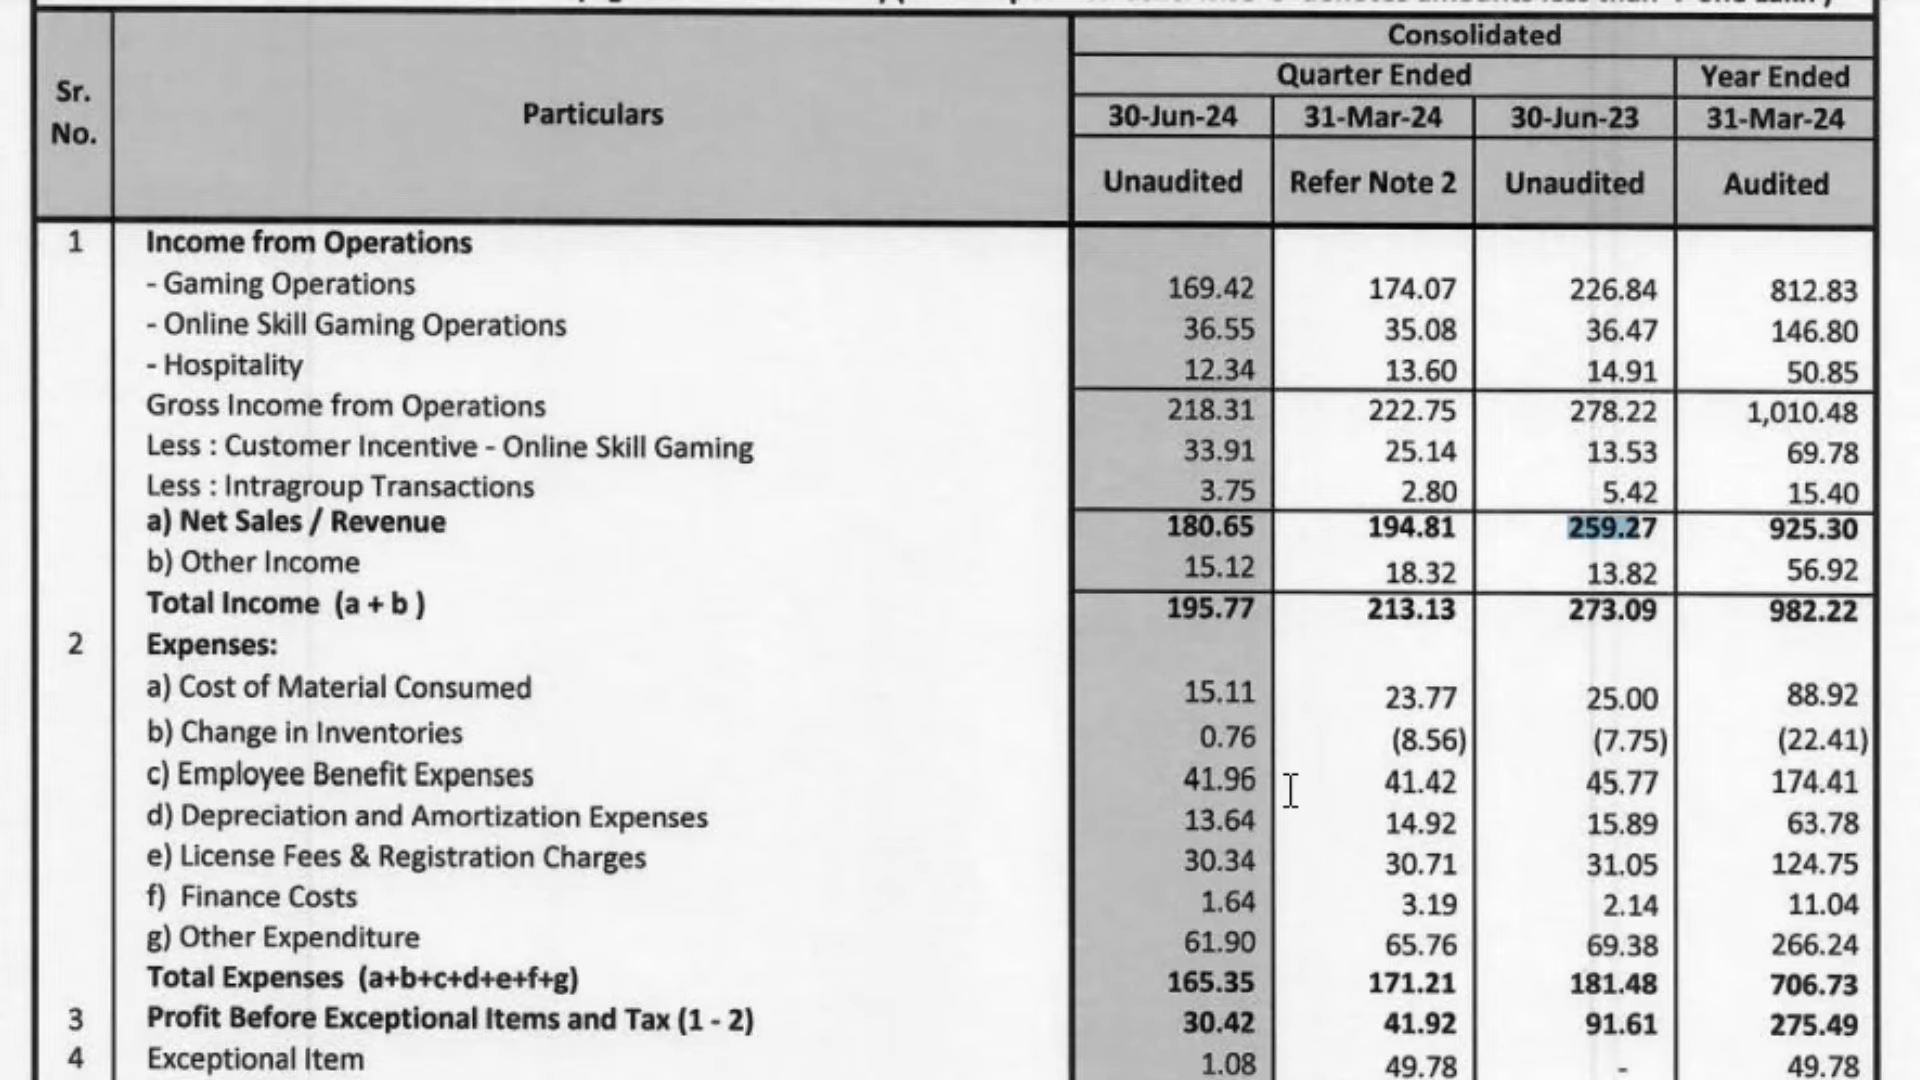 Consolidated
Quarter Ended Year Ended
Sr. No. Particulars 30-Jun-24 31-Mar-24 30-Jun-23 31-Mar-24
Unaudited Refer Note 2 Unaudited Audited
1 Income from Operations
- Gaming Operations 169.42 174.07 226.84 812.83
- Online Skill Gaming Operations 36.55 35.08 36.47 146.80
- Hospitality 12.34 13.60 14.91 50.85
Gross Income from Operations 218.31 222.75 278.22 1,010.48
Less : Customer Incentive - Online Skill Gaming 33.91 25.14 13.53 69.78
Less : Intragroup Transactions 3.75 2.80 5.42 15.40
a) Net Sales / Revenue 180.65 194.81 259.27 925.30
b) Other Income 15.12 18.32 13.82 56.92
Total Income (a + b ) 195.77 213.13 273.09 982.22
2 Expenses:
a) Cost of Material Consumed 15.11 23.77 25.00 88.92
b) Change in Inventories 0.76 (8.56) (7.75) (22.41)
c) Employee Benefit Expenses 41.96 41.42 45.77 174.41
d) Depreciation and Amortization Expenses 13.64 14.92 15.89 63.78
e) License Fees & Registration Charges 30.34 30.71 31.05 124.75
f) Finance Costs 1.64 3.19 2.14 11.04
g) Other Expenditure 61.90 65.76 69.38 266.24
Total Expenses (a+b+c+d+e+f+g) 165.35 171.21 181.48 706.73
3 Profit Before Exceptional Items and Tax (1 - 2) 30.42 41.92 91.61 275.49
4 Exceptional Item 1.08 49.78 - 49.78